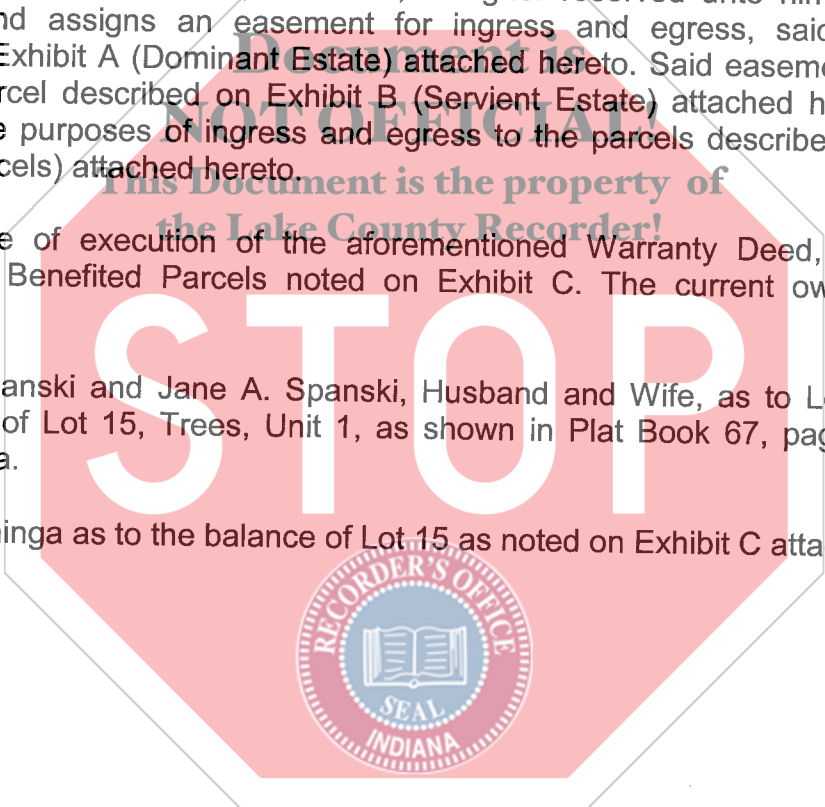 nd assigns an easement for ingress and egress, said
Exhibit A (Dominant Estate) attached hereto. Said easeme
rcel described on Exhibit B (Servient Estate) attached h
e purposes of ingress and egress to the parcels describe
cels) attached hereto.
e of execution of the aforementioned Warranty Deed,
Benefited Parcels noted on Exhibit C. The current ow
anski and Jane A. Spanski, Husband and Wife, as to L
of Lot 15, Trees, Unit 1, as shown in Plat Book 67, pag
a.
inga as to the balance of Lot 15 as noted on Exhibit C atta
Document is
NOT OFFICIAL!
This Document is the property of
the Lake County Recorder!
STOP
RECORDER'S OFFICE
SEAL
INDIANA